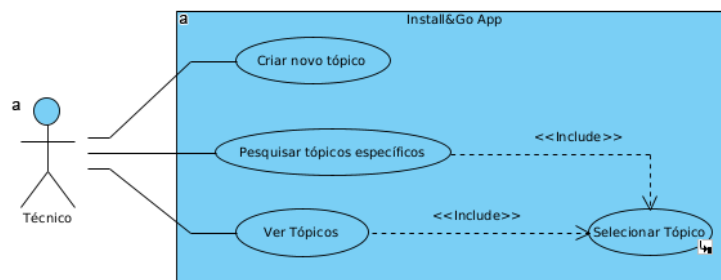 a
Install&Go App
Criar novo tópico
a
<<Include>>
Pesquisar tópicos específicos
Técnico
<<Include>>
Ver Tópicos
Selecionar Tópico